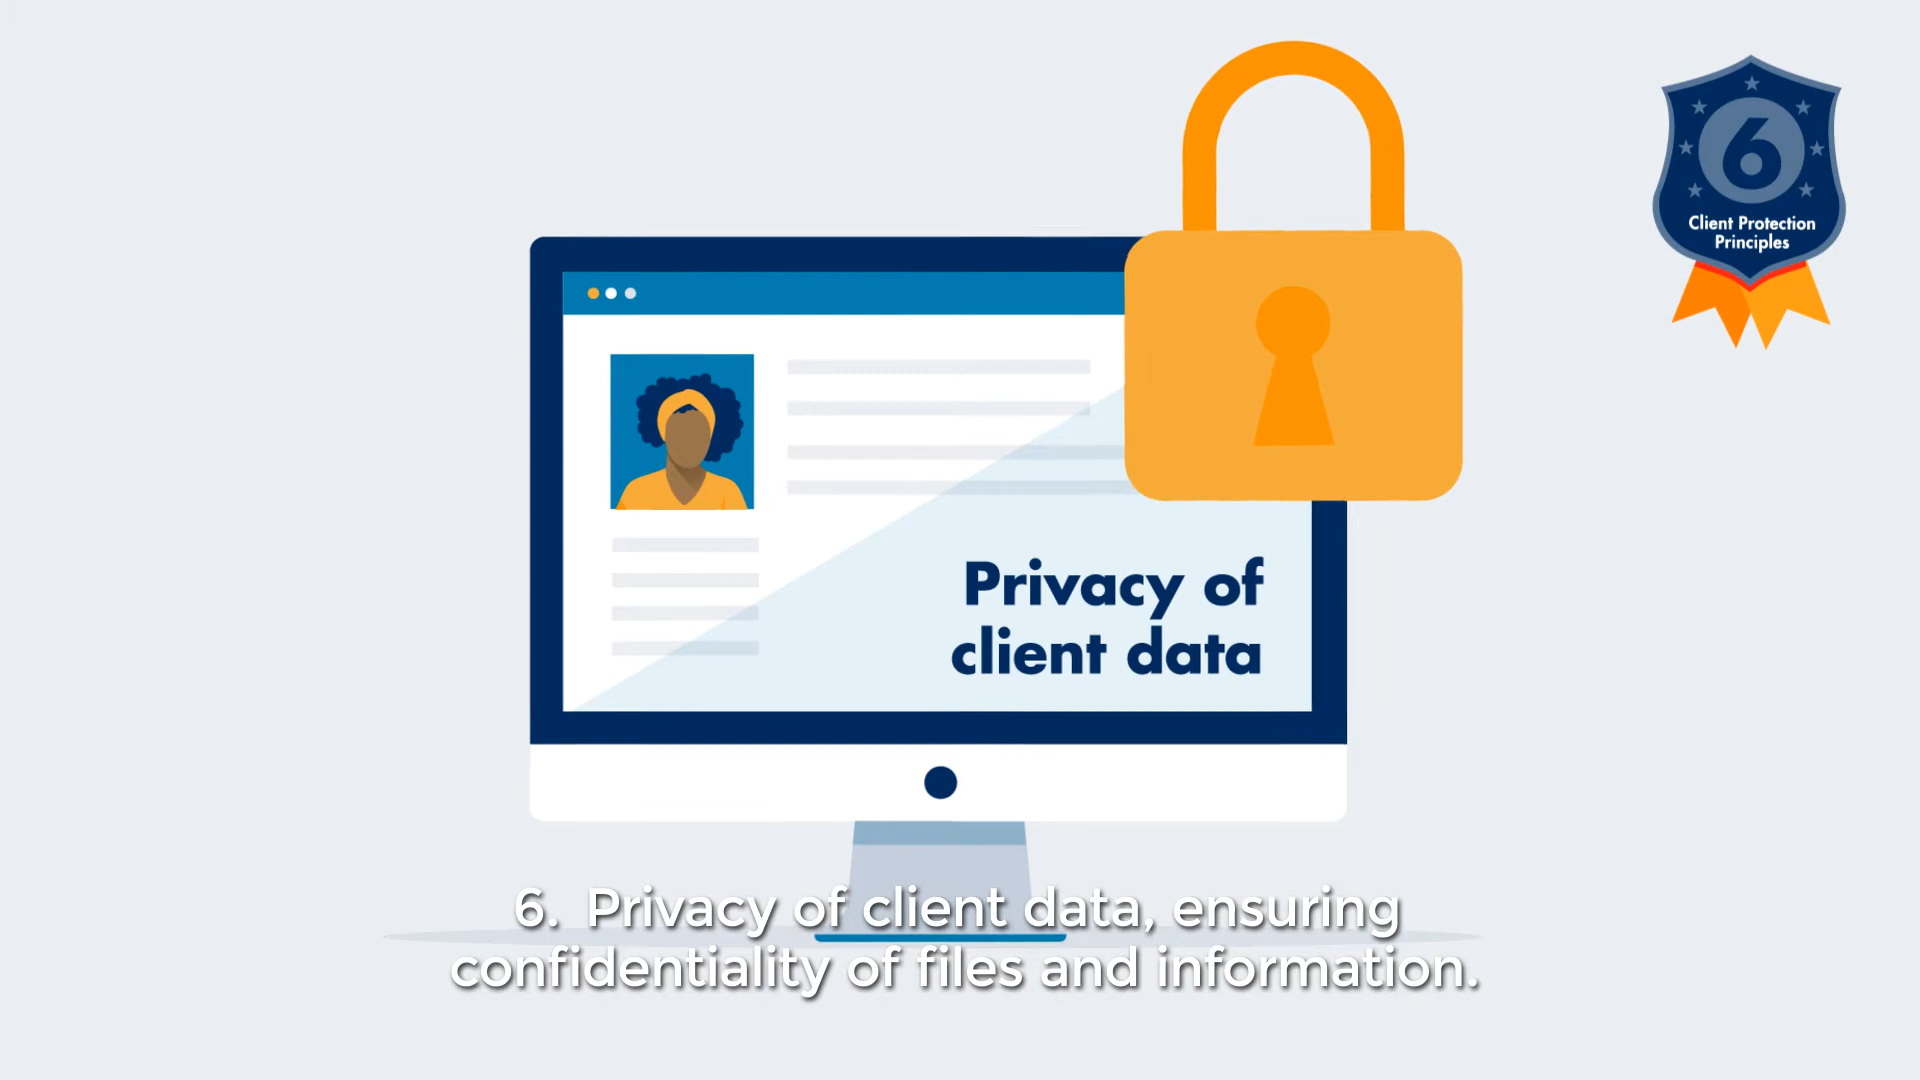 6
Client Protection
Principles
Privacy of
client data
6. Privacy of client data, ensuring
confidentiality of files and information.